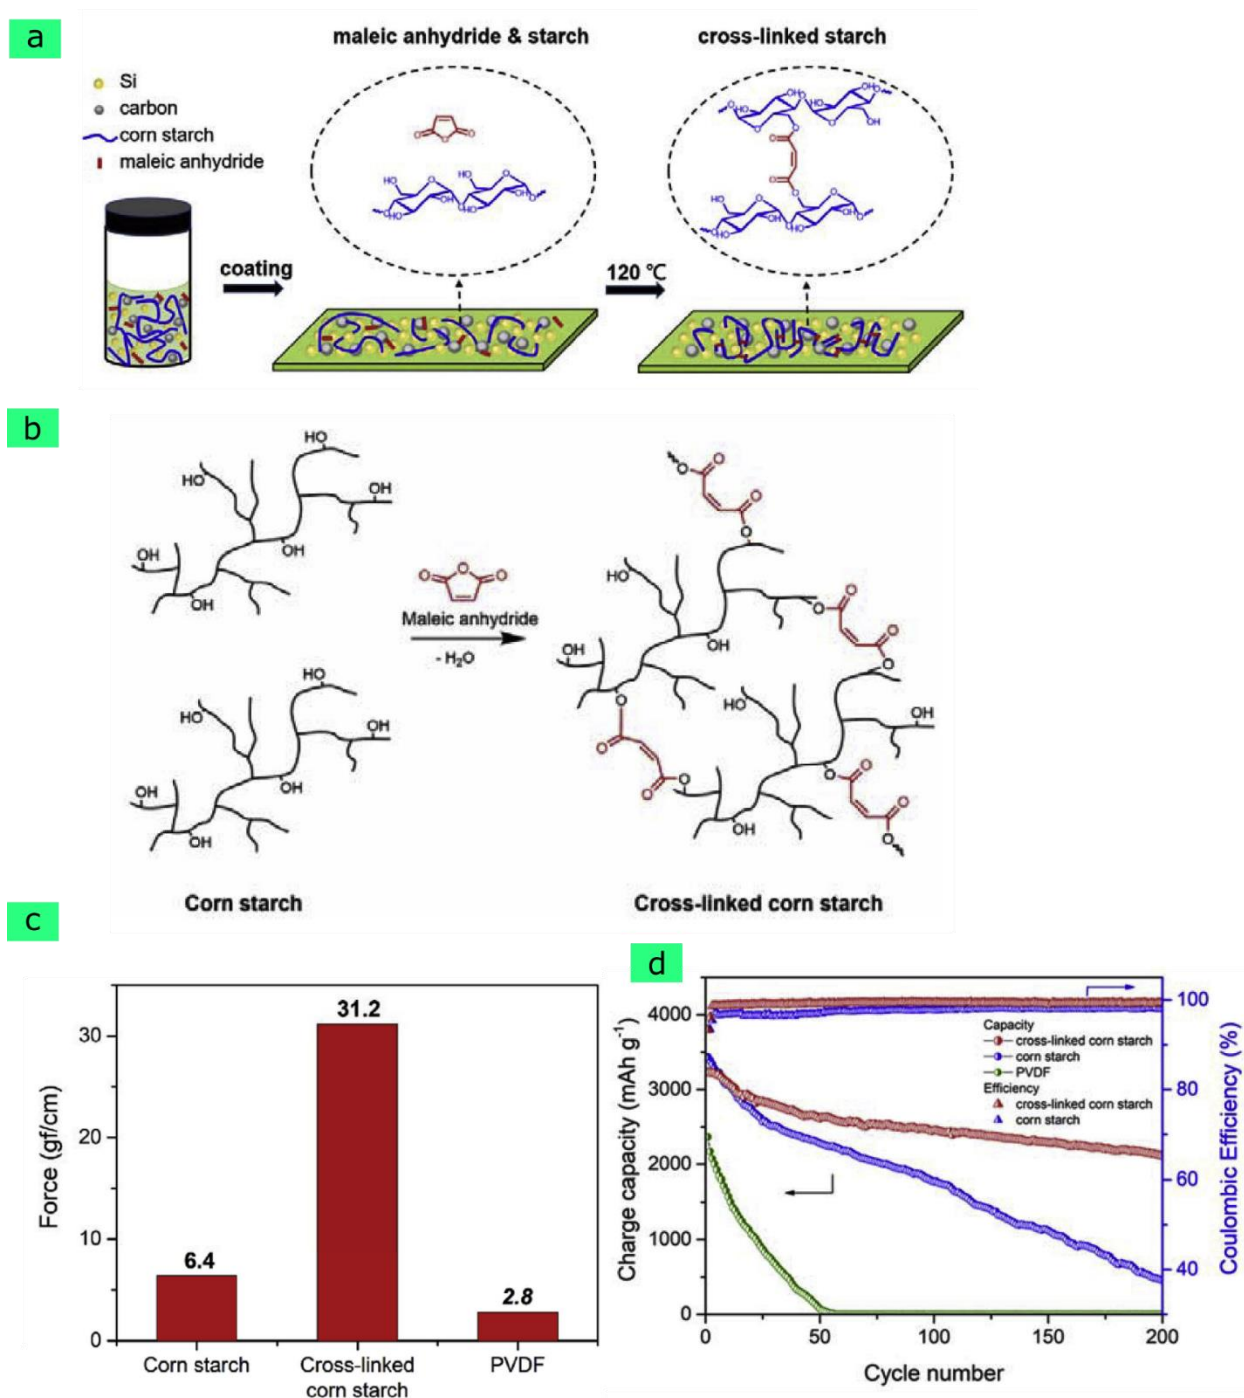 a
maleic anhydride & starch
cross-linked starch
Si
carbon
corn starch
maleic anhydride
coating
120 ℃
b
HO
HO
OH
OH
OH
OH
HO
HO
OH
OH
OH
OH
Maleic anhydride
- H₂O
HO
OH
OH
OH
OH
Corn starch
Cross-linked corn starch
c
Force (gf/cm)
30
20
10
0
6.4
31.2
2.8
Corn starch
Cross-linked
corn starch
PVDF
d
Charge capacity (mAh g⁻¹)
4000
3000
2000
1000
0
Capacity
cross-linked corn starch
corn starch
PVDF
Efficiency
cross-linked corn starch
corn starch
100
80
60
40
Coulombic Efficiency (%)
0
50
100
150
200
Cycle number